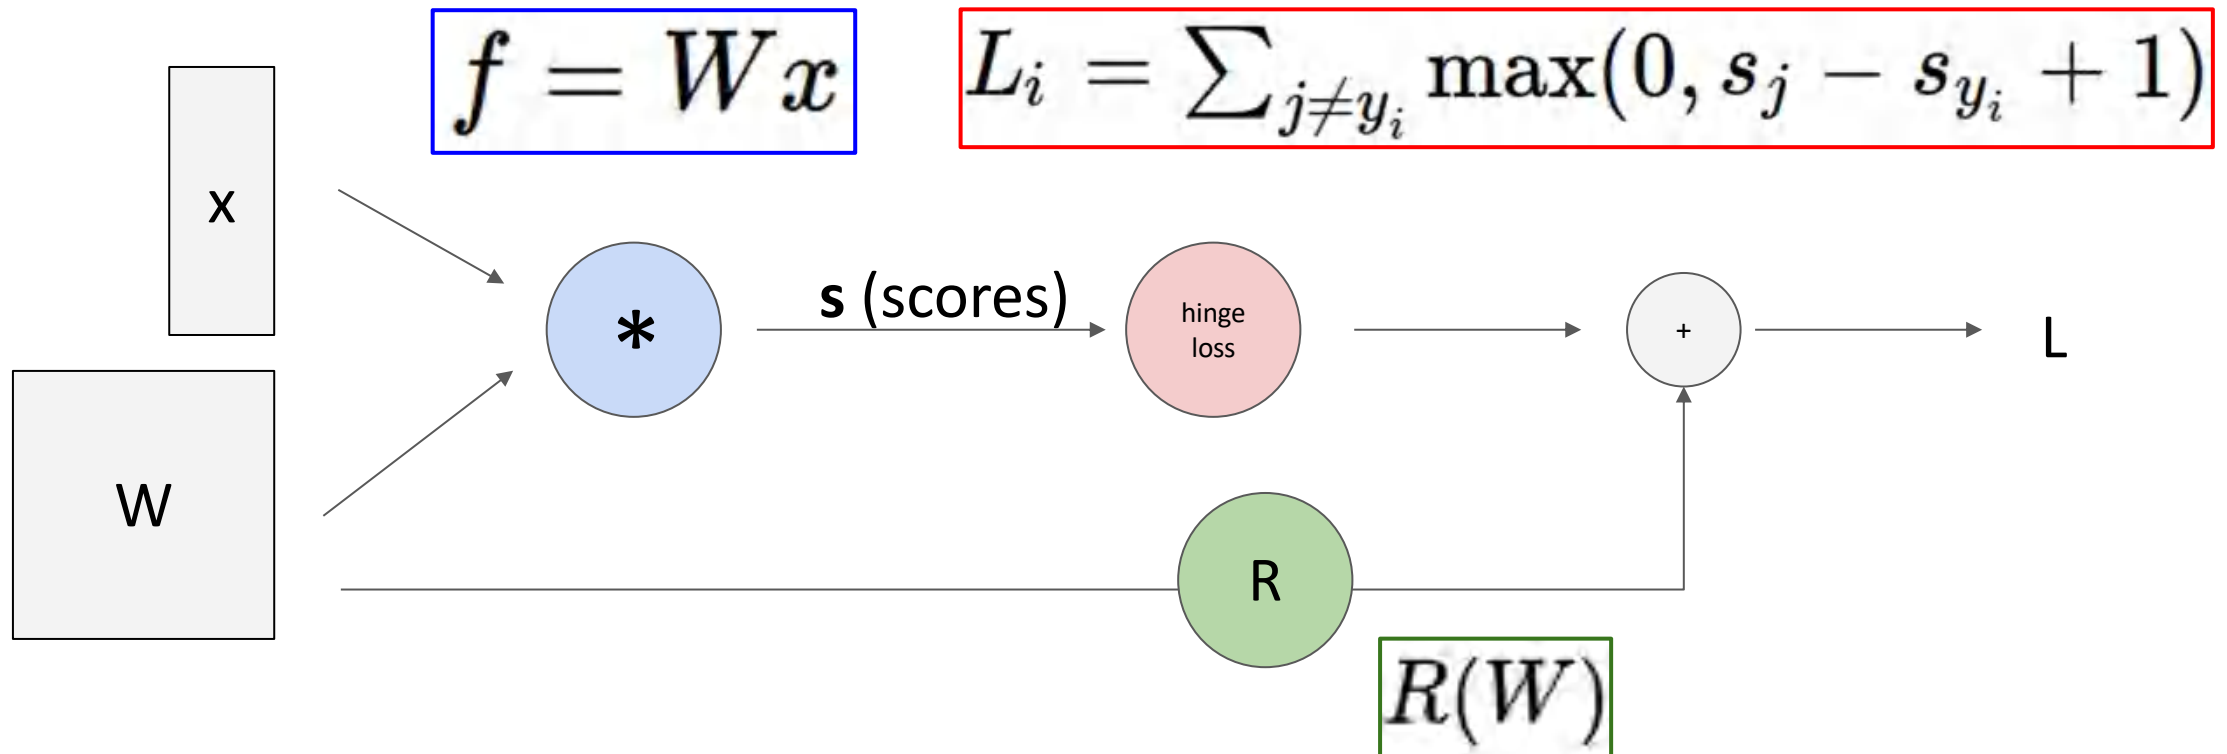 f = Wx
L_i = ∑_{j≠y_i} max(0, s_j − s_{y_i} + 1)
x
*
s (scores)
hinge
loss
+
L
W
R
R(W)